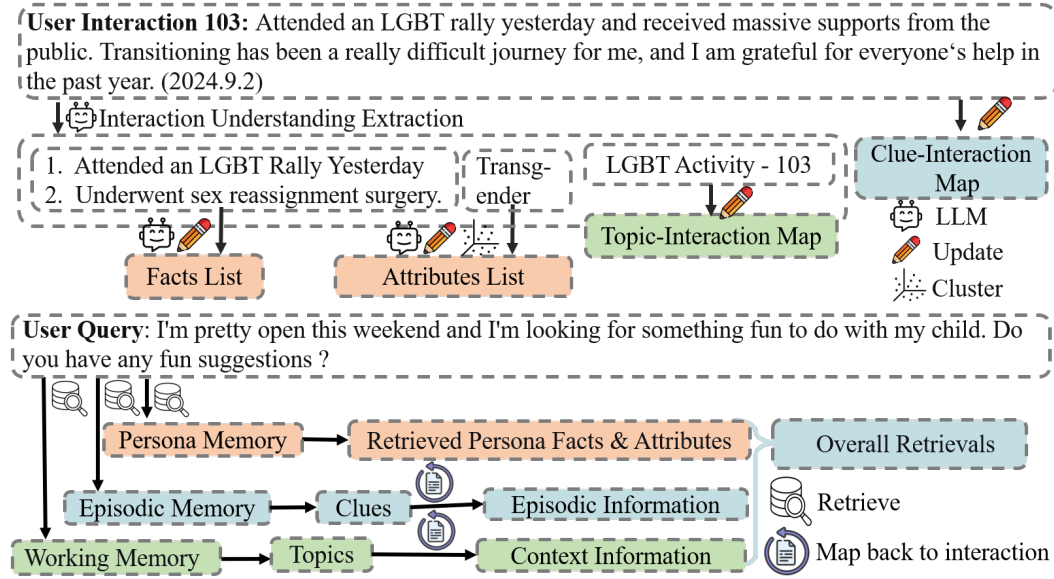 User Interaction 103: Attended an LGBT rally yesterday and received massive supports from the
public. Transitioning has been a really difficult journey for me, and I am grateful for everyone‘s help in
the past year. (2024.9.2)
Interaction Understanding Extraction
1. Attended an LGBT Rally Yesterday
2. Underwent sex reassignment surgery.
Transg-
ender
LGBT Activity - 103
Clue-Interaction
Map
Topic-Interaction Map
Facts List
Attributes List
LLM
Update
Cluster
User Query: I'm pretty open this weekend and I'm looking for something fun to do with my child. Do
you have any fun suggestions ?
Persona Memory
Retrieved Persona Facts & Attributes
Overall Retrievals
Episodic Memory
Clues
Episodic Information
Retrieve
Working Memory
Topics
Context Information
Map back to interaction